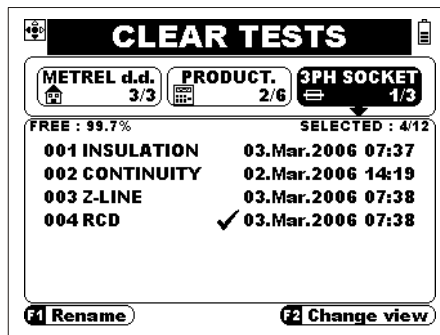 CLEAR TESTS
METREL d.d. PRODUCT. 3PH SOCKET
3/3 2/6 1/3
FREE : 99.7% SELECTED : 4/12
001 INSULATION 03.Mar.2006 07:37
002 CONTINUITY 02.Mar.2006 14:19
003 Z-LINE 03.Mar.2006 07:38
004 RCD 03.Mar.2006 07:38
F1 Rename F2 Change view